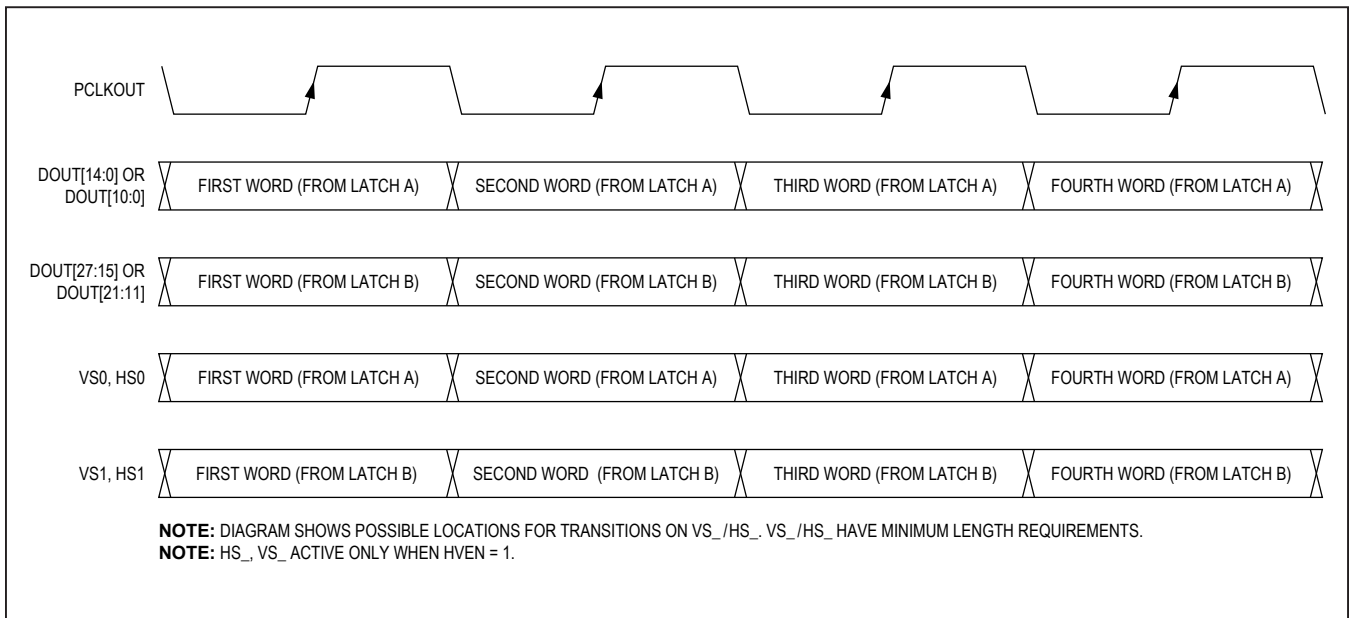 PCLKOUT
DOUT[14:0] OR
DOUT[10:0]
FIRST WORD (FROM LATCH A) SECOND WORD (FROM LATCH A) THIRD WORD (FROM LATCH A) FOURTH WORD (FROM LATCH A)
DOUT[27:15] OR
DOUT[21:11]
FIRST WORD (FROM LATCH B) SECOND WORD (FROM LATCH B) THIRD WORD (FROM LATCH B) FOURTH WORD (FROM LATCH B)
VS0, HS0 FIRST WORD (FROM LATCH A) SECOND WORD (FROM LATCH A) THIRD WORD (FROM LATCH A) FOURTH WORD (FROM LATCH A)
VS1, HS1 FIRST WORD (FROM LATCH B) SECOND WORD (FROM LATCH B) THIRD WORD (FROM LATCH B) FOURTH WORD (FROM LATCH B)
NOTE: DIAGRAM SHOWS POSSIBLE LOCATIONS FOR TRANSITIONS ON VS_/HS_. VS_/HS_ HAVE MINIMUM LENGTH REQUIREMENTS.
NOTE: HS_, VS_ ACTIVE ONLY WHEN HVEN = 1.